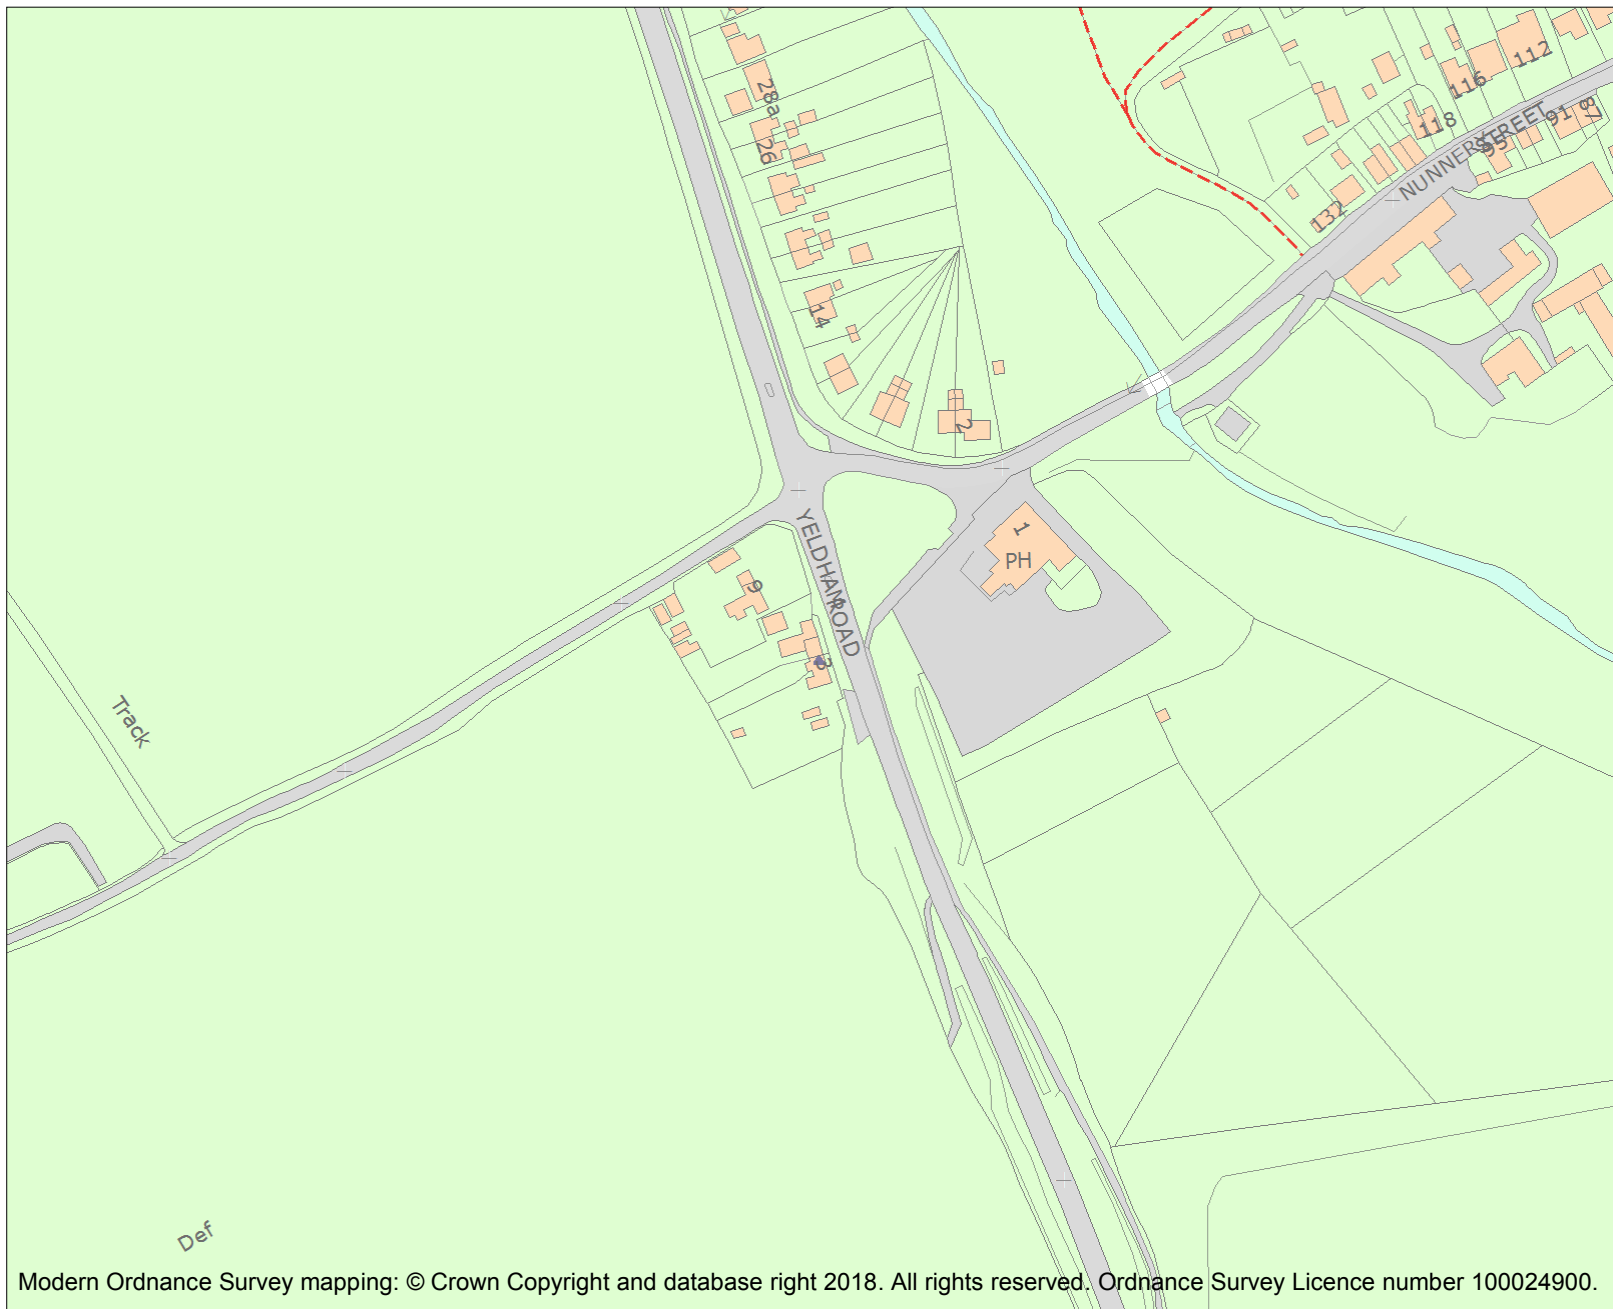 112
116
28a
87
91
118
95
NUNNERY STREET
26
132
14
2
1
PH
YELDHAM ROAD
9
3
Track
Def
Modern Ordnance Survey mapping: © Crown Copyright and database right 2018. All rights reserved. Ordnance Survey Licence number 100024900.